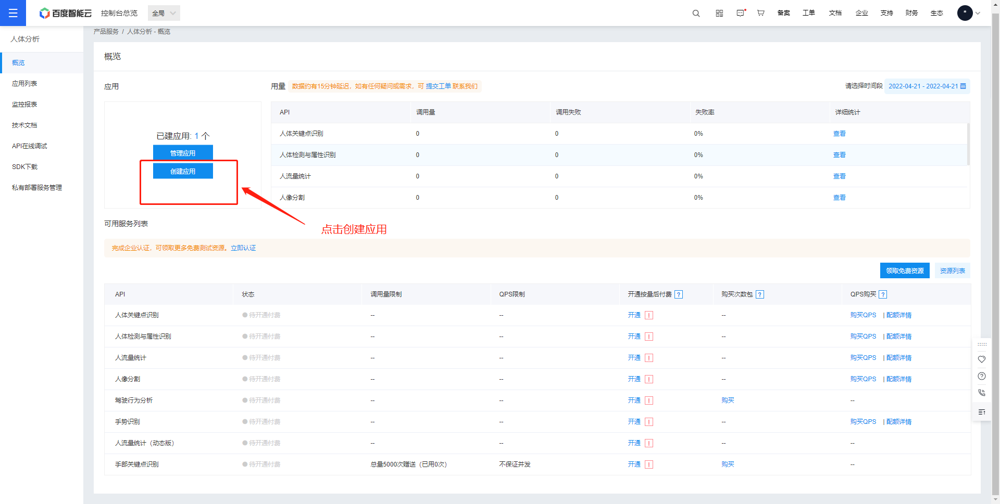 百度智能云 控制台总览 全局 备案 工单 文档 企业 支持 财务 生态 *
人体分析
概览
应用列表
监控报表
技术文档
API在线调试
SDK下载
私有部署服务管理
产品服务 / 人体分析 - 概览
概览
应用
已建应用: 1 个
管理应用
创建应用
用量 数据约有15分钟延迟，如有任何疑问或需求，可 提交工单 联系我们
请选择时间段 2022-04-21 - 2022-04-21
API 调用量 调用失败 失败率 详细统计
人体关键点识别 0 0 0% 查看
人体检测与属性识别 0 0 0% 查看
人流量统计 0 0 0% 查看
人像分割 0 0 0% 查看
点击创建应用
可用服务列表
完成企业认证，可领取更多免费测试资源。立即认证
领取免费资源 资源列表
API 状态 调用量限制 QPS限制 开通按量后付费 ? 购买次数包 ? QPS购买 ?
人体关键点识别 待开通付费 -- -- 开通 ! -- 购买QPS | 配额详情
人体检测与属性识别 待开通付费 -- -- 开通 ! -- 购买QPS | 配额详情
人流量统计 待开通付费 -- -- 开通 ! -- 购买QPS | 配额详情
人像分割 待开通付费 -- -- 开通 ! -- 购买QPS | 配额详情
驾驶行为分析 待开通付费 -- -- 开通 ! 购买 --
手势识别 待开通付费 -- -- 开通 ! -- 购买QPS | 配额详情
人流量统计（动态版） 待开通付费 -- -- 开通 ! -- --
手部关键点识别 待开通付费 总量5000次赠送（已用0次） 不保证并发 开通 ! 购买 --